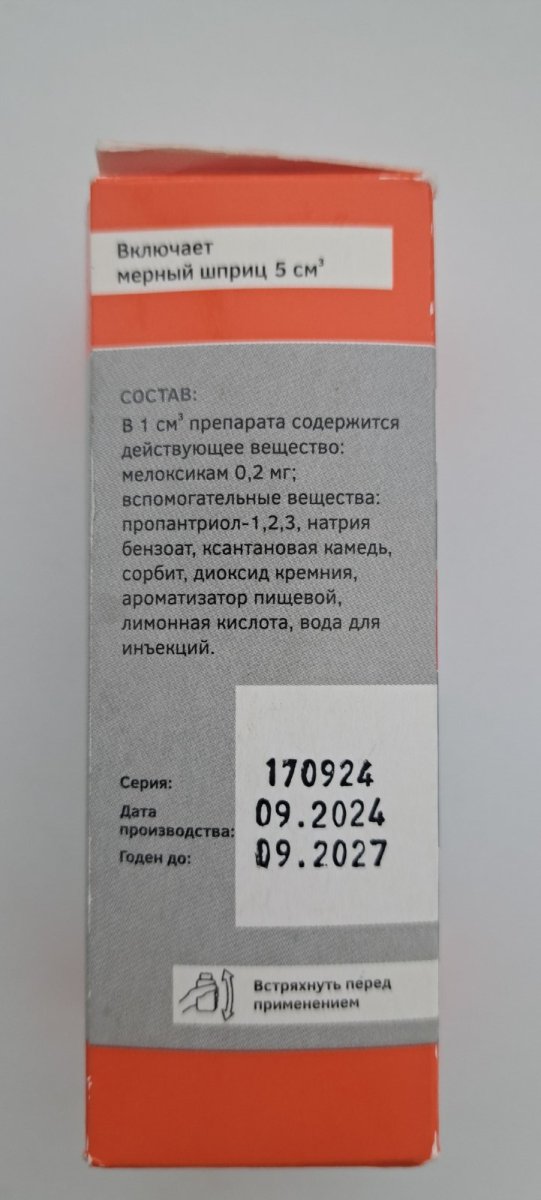 Включает
мерный шприц 5 см³
СОСТАВ:
В 1 см³ препарата содержится
действующее вещество:
мелоксикам 0,2 мг;
вспомогательные вещества:
пропантриол-1,2,3, натрия
бензоат, ксантановая камедь,
сорбит, диоксид кремния,
ароматизатор пищевой,
лимонная кислота, вода для
инъекций.
Серия: 170924
Дата
производства: 09.2024
Годен до: 09.2027
Встряхнуть перед
применением